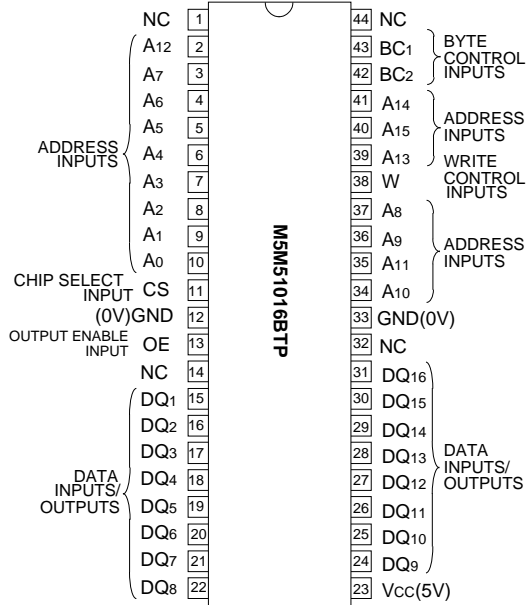 NC 1
A12 2
A7 3
A6 4
A5 5
A4 6
A3 7
A2 8
A1 9
A0 10
ADDRESS
INPUTS
CHIP SELECT
INPUT CS 11
(0V)GND 12
OUTPUT ENABLE
INPUT OE 13
NC 14
DQ1 15
DQ2 16
DQ3 17
DQ4 18
DQ5 19
DQ6 20
DQ7 21
DQ8 22
DATA
INPUTS/
OUTPUTS
M5M51016BTP
44 NC
43 BC1
42 BC2
BYTE
CONTROL
INPUTS
41 A14
40 A15
39 A13
ADDRESS
INPUTS
38 W
WRITE
CONTROL
INPUTS
37 A8
36 A9
35 A11
34 A10
ADDRESS
INPUTS
33 GND(0V)
32 NC
31 DQ16
30 DQ15
29 DQ14
28 DQ13
27 DQ12
26 DQ11
25 DQ10
24 DQ9
DATA
INPUTS/
OUTPUTS
23 VCC(5V)